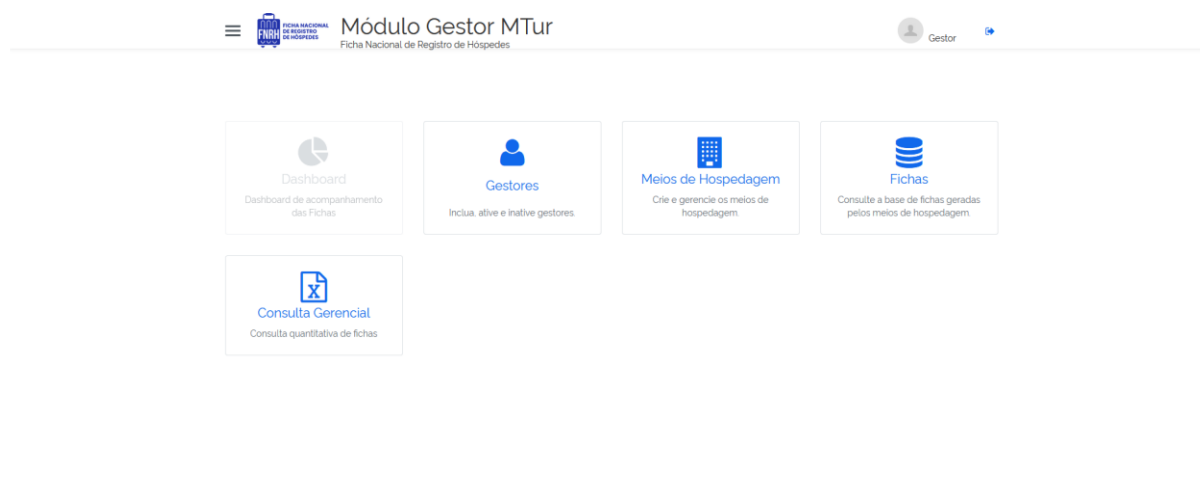 FNRH
FICHA NACIONAL
DE REGISTRO
DE HÓSPEDES
Módulo Gestor MTur
Ficha Nacional de Registro de Hóspedes
Gestor
Dashboard
Dashboard de acompanhamento
das Fichas
Gestores
Inclua, ative e inative gestores.
Meios de Hospedagem
Crie e gerencie os meios de
hospedagem.
Fichas
Consulte a base de fichas geradas
pelos meios de hospedagem.
X
Consulta Gerencial
Consulta quantitativa de fichas